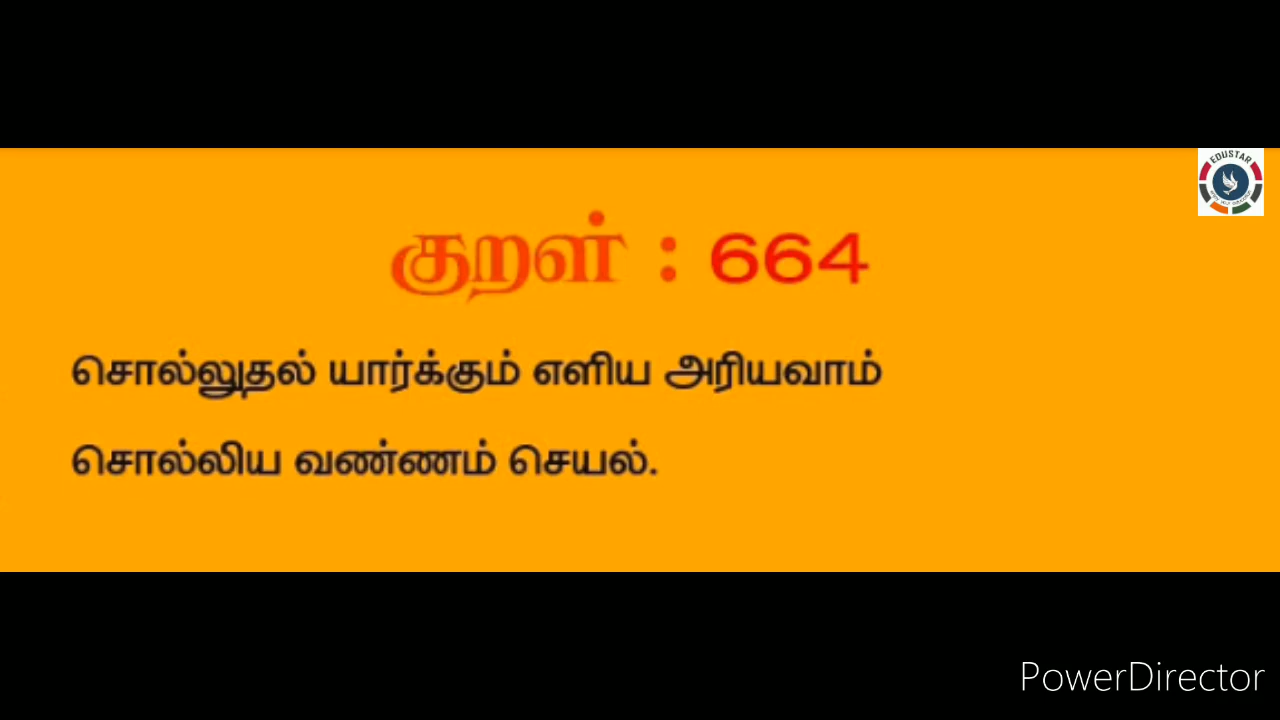 EDUSTAR
குறள் : 664
சொல்லுதல் யார்க்கும் எளிய அரியவாம்
சொல்லிய வண்ணம் செயல்.
PowerDirector